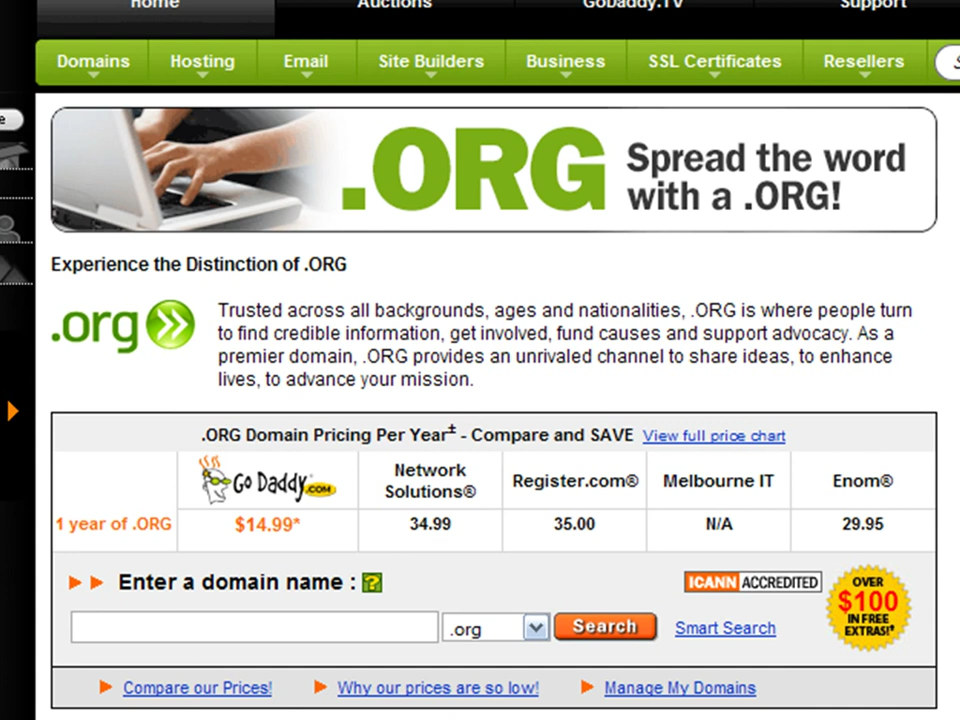 Home Auctions GoDaddy.TV Support
Domains Hosting Email Site Builders Business SSL Certificates Resellers S
e
.ORG Spread the word
with a .ORG!
Experience the Distinction of .ORG
.org
Trusted across all backgrounds, ages and nationalities, .ORG is where people turn
to find credible information, get involved, fund causes and support advocacy. As a
premier domain, .ORG provides an unrivaled channel to share ideas, to enhance
lives, to advance your mission.
.ORG Domain Pricing Per Year± - Compare and SAVE View full price chart
Go Daddy.COM Network Solutions® Register.com® Melbourne IT Enom®
1 year of .ORG $14.99* 34.99 35.00 N/A 29.95
Enter a domain name : ?
ICANN ACCREDITED
OVER
$100
IN FREE
EXTRAS!*
.org Search Smart Search
Compare our Prices! Why our prices are so low! Manage My Domains